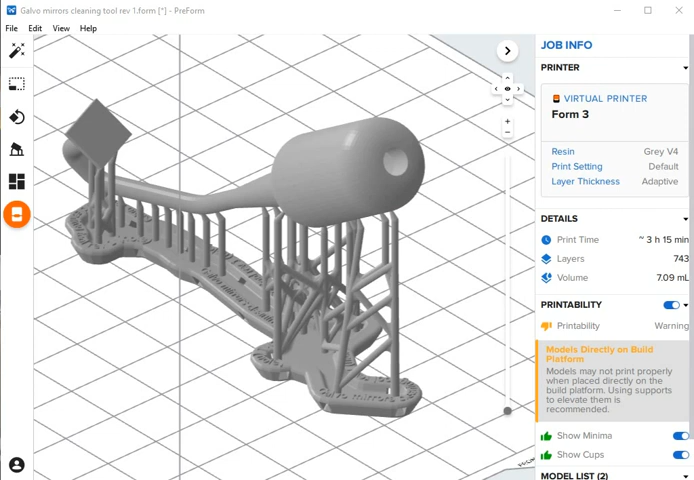 Galvo mirrors cleaning tool rev 1.form [*] - PreForm
File Edit View Help
JOB INFO
PRINTER
VIRTUAL PRINTER
Form 3
Resin Grey V4
Print Setting Default
Layer Thickness Adaptive
DETAILS
Print Time ~ 3 h 15 min
Layers 743
Volume 7.09 mL
PRINTABILITY
Printability Warning
Models Directly on Build
Platform
Models may not print properly
when placed directly on the
build platform. Using supports
to elevate them is
recommended.
Show Minima
Show Cups
MODEL LIST (2)